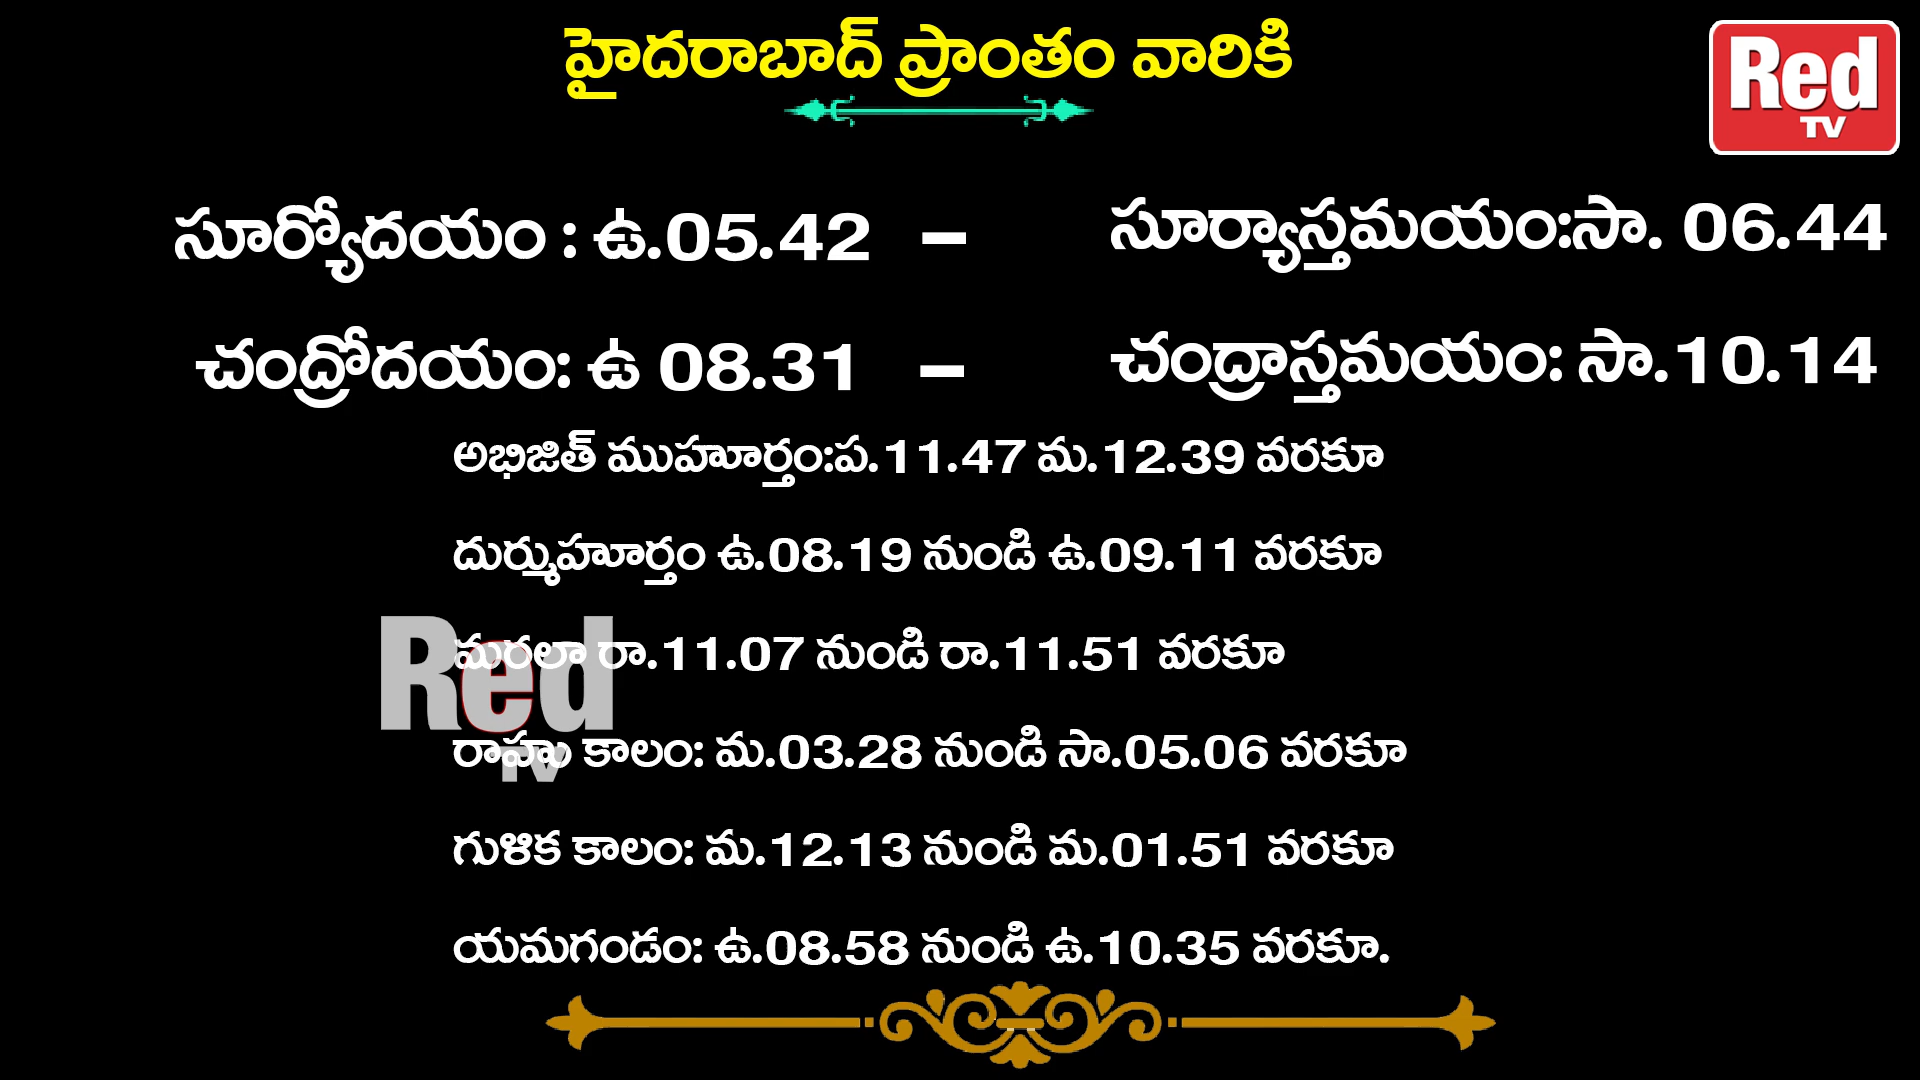 హైదరాబాద్ ప్రాంతం వారికి
Red
TV
సూర్యోదయం : ఉ.05.42 – సూర్యాస్తమయం:సా. 06.44
చంద్రోదయం: ఉ 08.31 – చంద్రాస్తమయం: సా.10.14
అభిజిత్ ముహూర్తం:ప.11.47 మ.12.39 వరకూ
దుర్ముహూర్తం ఉ.08.19 నుండి ఉ.09.11 వరకూ
మరలా రా.11.07 నుండి రా.11.51 వరకూ
Red
రాహు కాలం: మ.03.28 నుండి సా.05.06 వరకూ
TV
గుళిక కాలం: మ.12.13 నుండి మ.01.51 వరకూ
యమగండం: ఉ.08.58 నుండి ఉ.10.35 వరకూ.